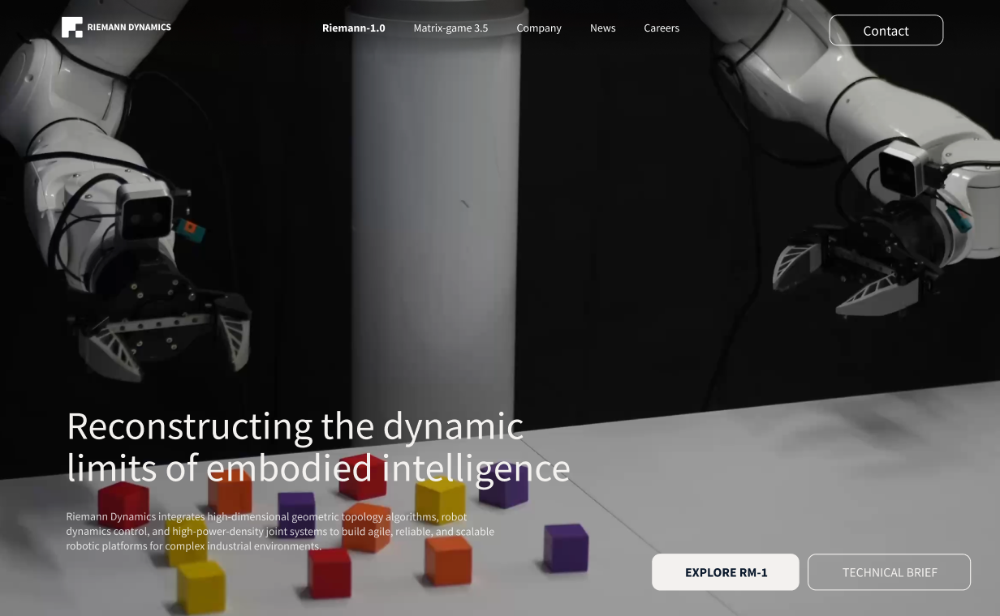 RIEMANN DYNAMICS
Riemann-1.0
Matrix-game 3.5
Company
News
Careers
Contact
Reconstructing the dynamic
limits of embodied intelligence
Riemann Dynamics integrates high-dimensional geometric topology algorithms, robot
dynamics control, and high-power-density joint systems to build agile, reliable, and scalable
robotic platforms for complex industrial environments.
EXPLORE RM-1
TECHNICAL BRIEF